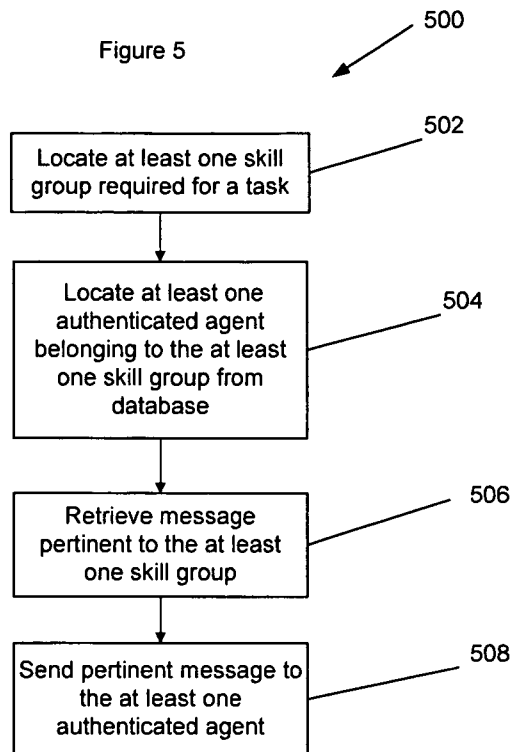 Figure 5
500
502
Locate at least one skill
group required for a task
504
Locate at least one
authenticated agent
belonging to the at least
one skill group from
database
506
Retrieve message
pertinent to the at least
one skill group
508
Send pertinent message to
the at least one
authenticated agent